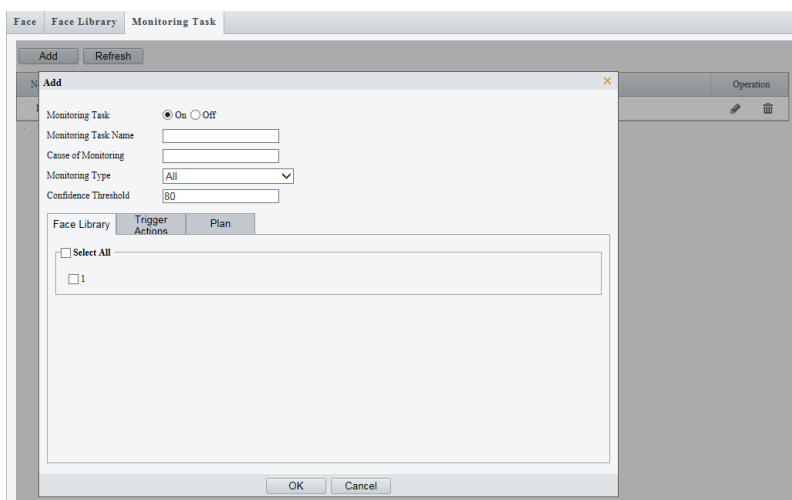 Face Face Library Monitoring Task
Add Refresh
N Operation
Add
1
Monitoring Task On Off
Monitoring Task Name
Cause of Monitoring
Monitoring Type All
Confidence Threshold 80
Face Library Trigger Actions Plan
Select All
1
OK Cancel